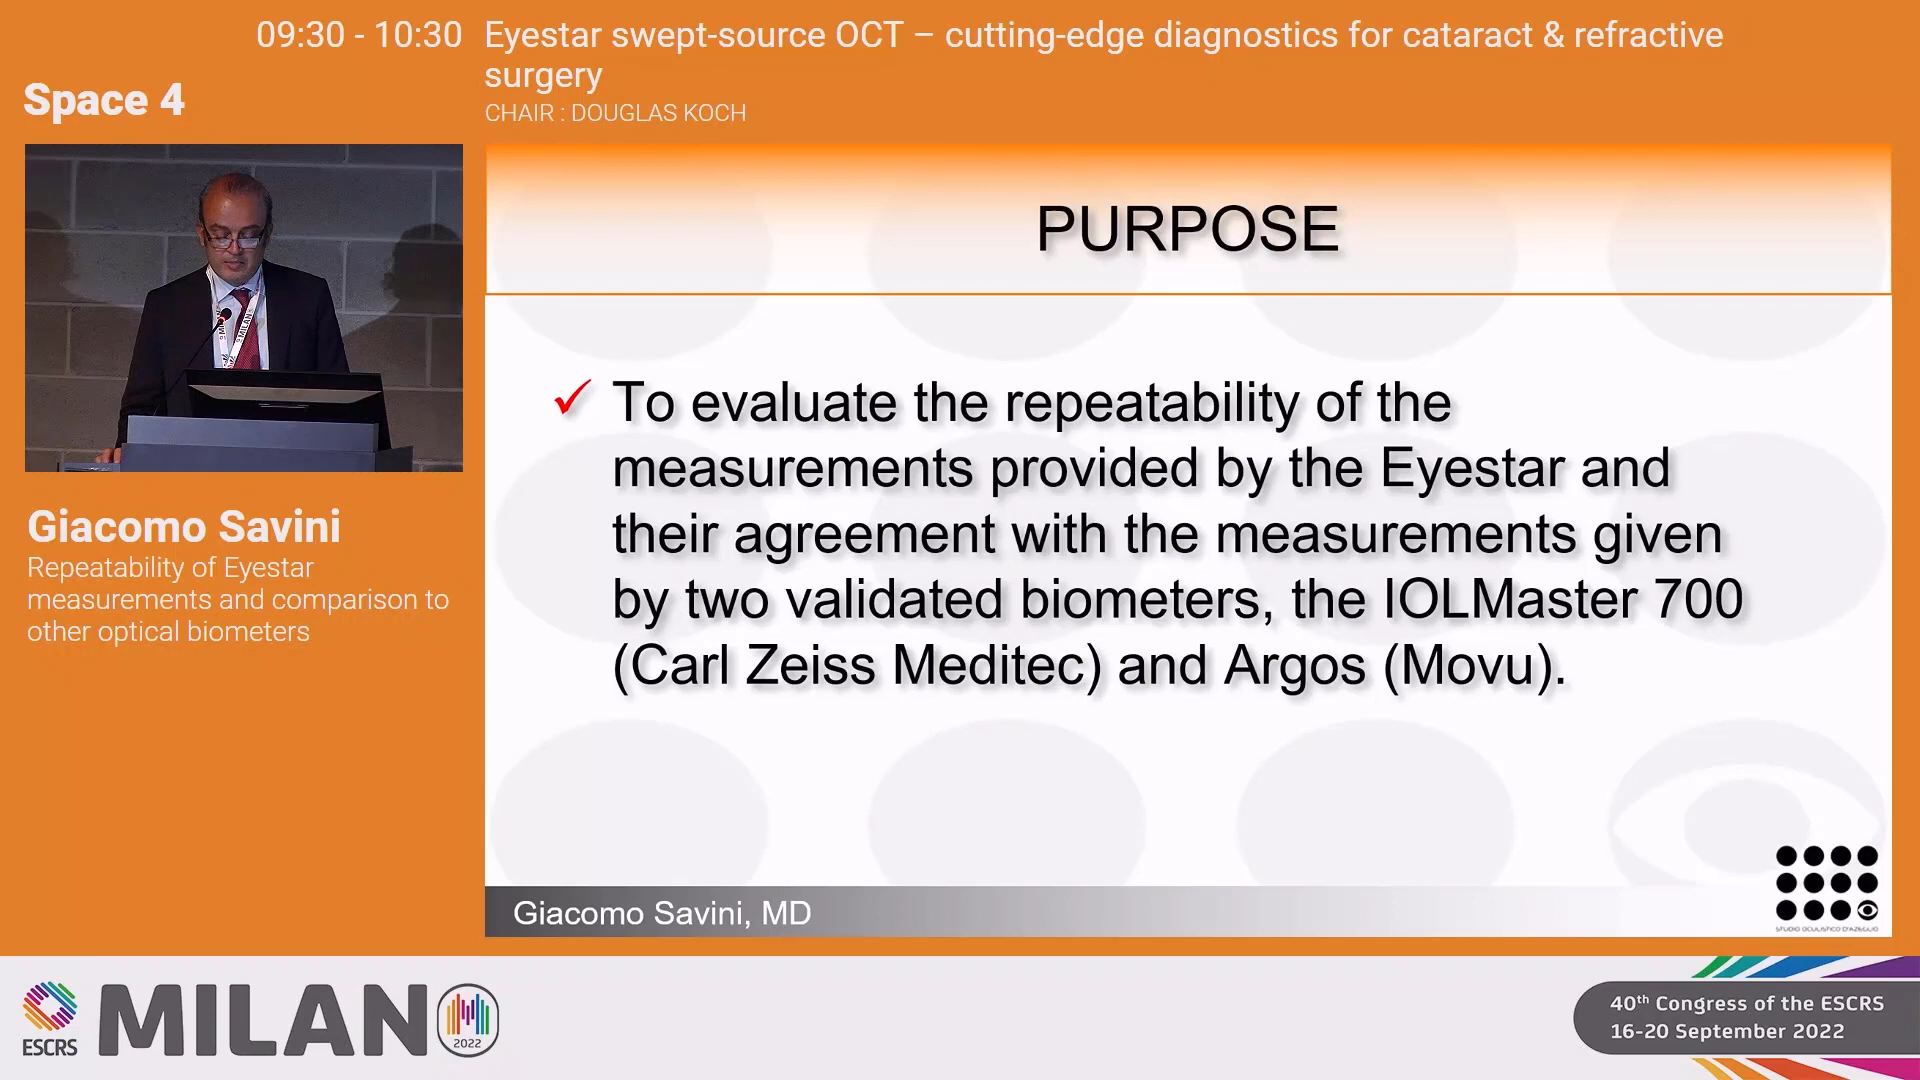 09:30 - 10:30
Eyestar swept-source OCT – cutting-edge diagnostics for cataract & refractive
surgery
CHAIR : DOUGLAS KOCH
Space 4
Giacomo Savini
Repeatability of Eyestar
measurements and comparison to
other optical biometers
PURPOSE
✓ To evaluate the repeatability of the
measurements provided by the Eyestar and
their agreement with the measurements given
by two validated biometers, the IOLMaster 700
(Carl Zeiss Meditec) and Argos (Movu).
Giacomo Savini, MD
STUDIO OCULISTICO D'AZEGLIO
ESCRS
MILANO
2022
40th Congress of the ESCRS
16-20 September 2022